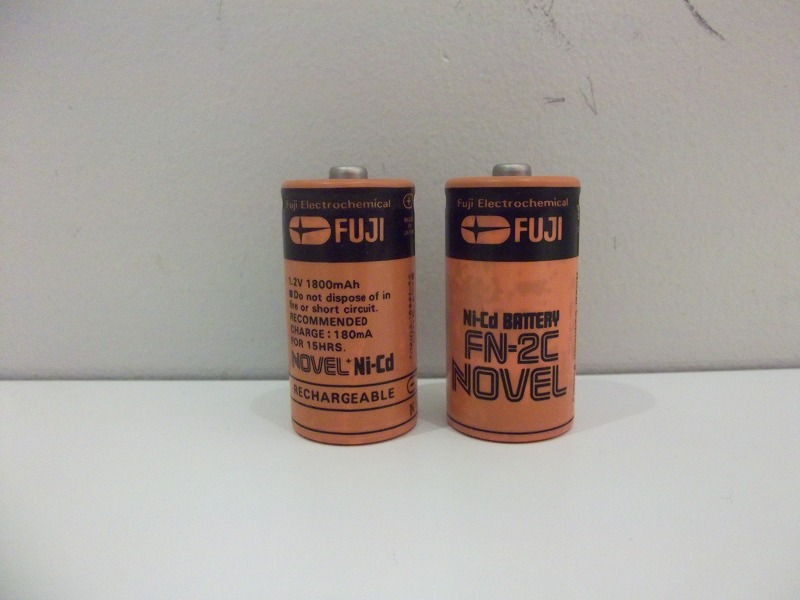 Fuji Electrochemical
FUJI
1.2V 1800mAh
Do not dispose of in
fire or short circuit.
RECOMMENDED
CHARGE: 180mA
FOR 15HRS.
NOVEL Ni-Cd
RECHARGEABLE
Fuji Electrochemical
FUJI
Ni-Cd BATTERY
FN-2C
NOVEL